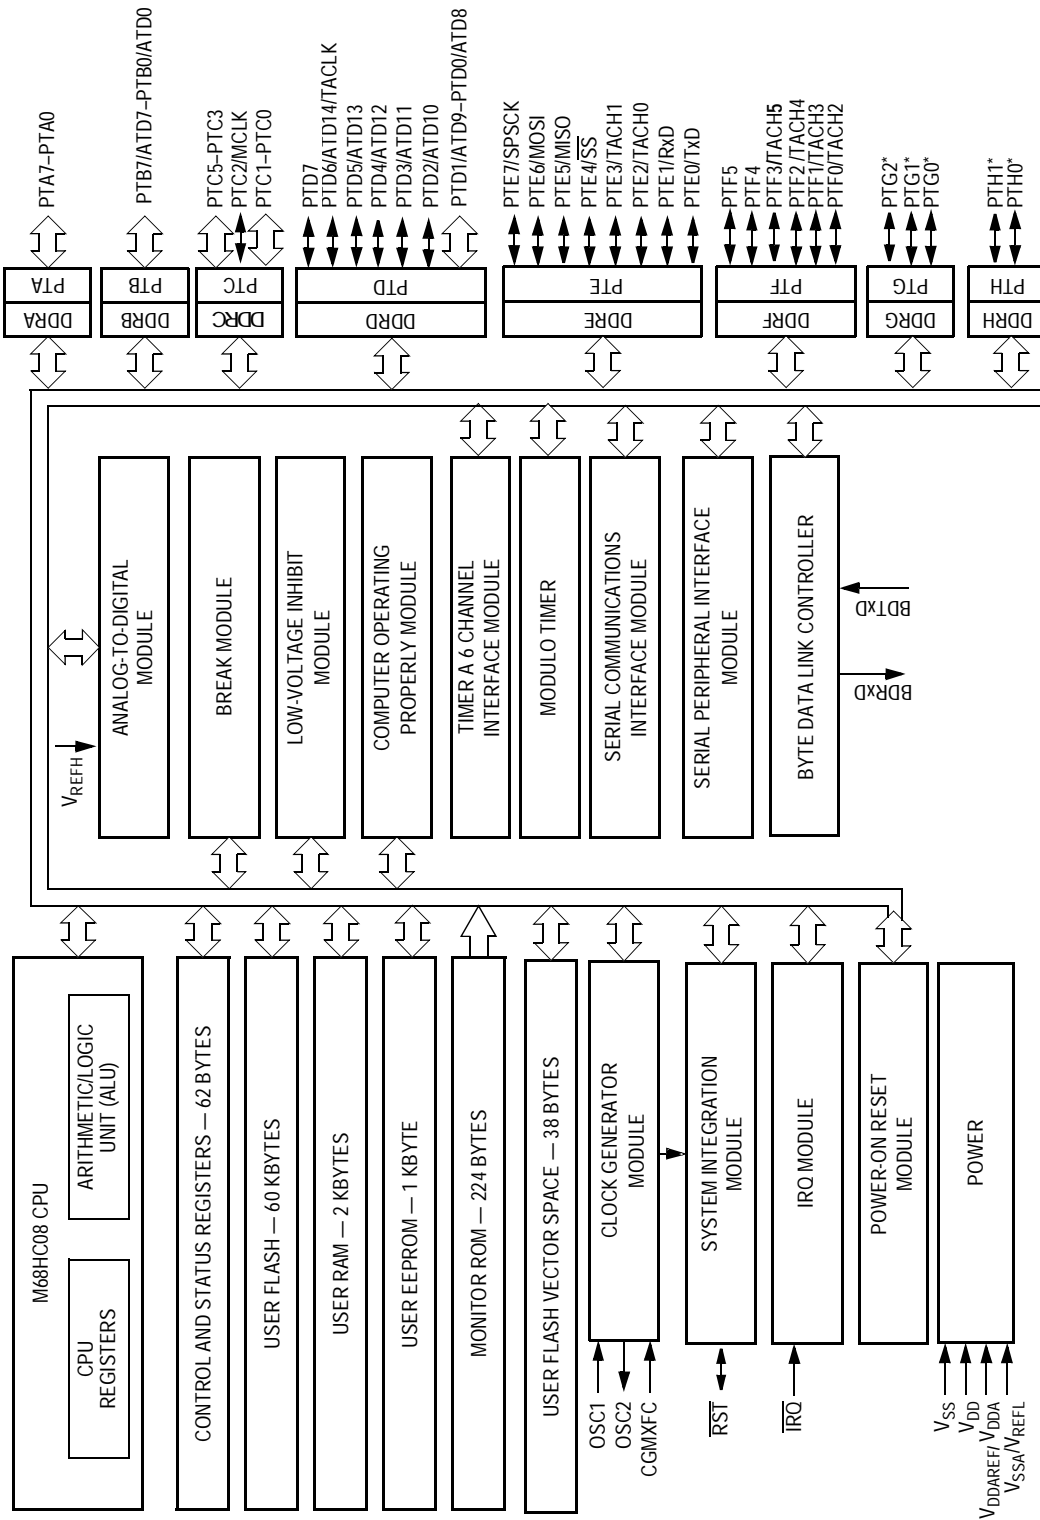 M68HC08 CPU
CPU
REGISTERS
ARITHMETIC/LOGIC
UNIT (ALU)
CONTROL AND STATUS REGISTERS — 62 BYTES
USER FLASH — 60 KBYTES
USER RAM — 2 KBYTES
USER EEPROM — 1 KBYTE
MONITOR ROM — 224 BYTES
USER FLASH VECTOR SPACE — 38 BYTES
OSC1
OSC2
CGMXFC
CLOCK GENERATOR
MODULE
RST
SYSTEM INTEGRATION
MODULE
IRQ
IRQ MODULE
POWER-ON RESET
MODULE
VSS
VDD
VDDAREF/VDDA
VSSA/VREFL
POWER
VREFH
ANALOG-TO-DIGITAL
MODULE
BREAK MODULE
LOW-VOLTAGE INHIBIT
MODULE
COMPUTER OPERATING
PROPERLY MODULE
TIMER A 6 CHANNEL
INTERFACE MODULE
MODULO TIMER
SERIAL COMMUNICATIONS
INTERFACE MODULE
SERIAL PERIPHERAL INTERFACE
MODULE
BYTE DATA LINK CONTROLLER
BDRxD
BDTxD
DDRA
PTA
PTA7–PTA0
DDRB
PTB
PTB7/ATD7–PTB0/ATD0
DDRC
PTC
PTC5–PTC3
PTC2/MCLK
PTC1–PTC0
DDRD
PTD
PTD7
PTD6/ATD14/TACLK
PTD5/ATD13
PTD4/ATD12
PTD3/ATD11
PTD2/ATD10
PTD1/ATD9–PTD0/ATD8
DDRE
PTE
PTE7/SPSCK
PTE6/MOSI
PTE5/MISO
PTE4/SS
PTE3/TACH1
PTE2/TACH0
PTE1/RxD
PTE0/TxD
DDRF
PTF
PTF5
PTF4
PTF3/TACH5
PTF2/TACH4
PTF1/TACH3
PTF0/TACH2
DDRG
PTG
PTG2*
PTG1*
PTG0*
DDRH
PTH
PTH1*
PTH0*